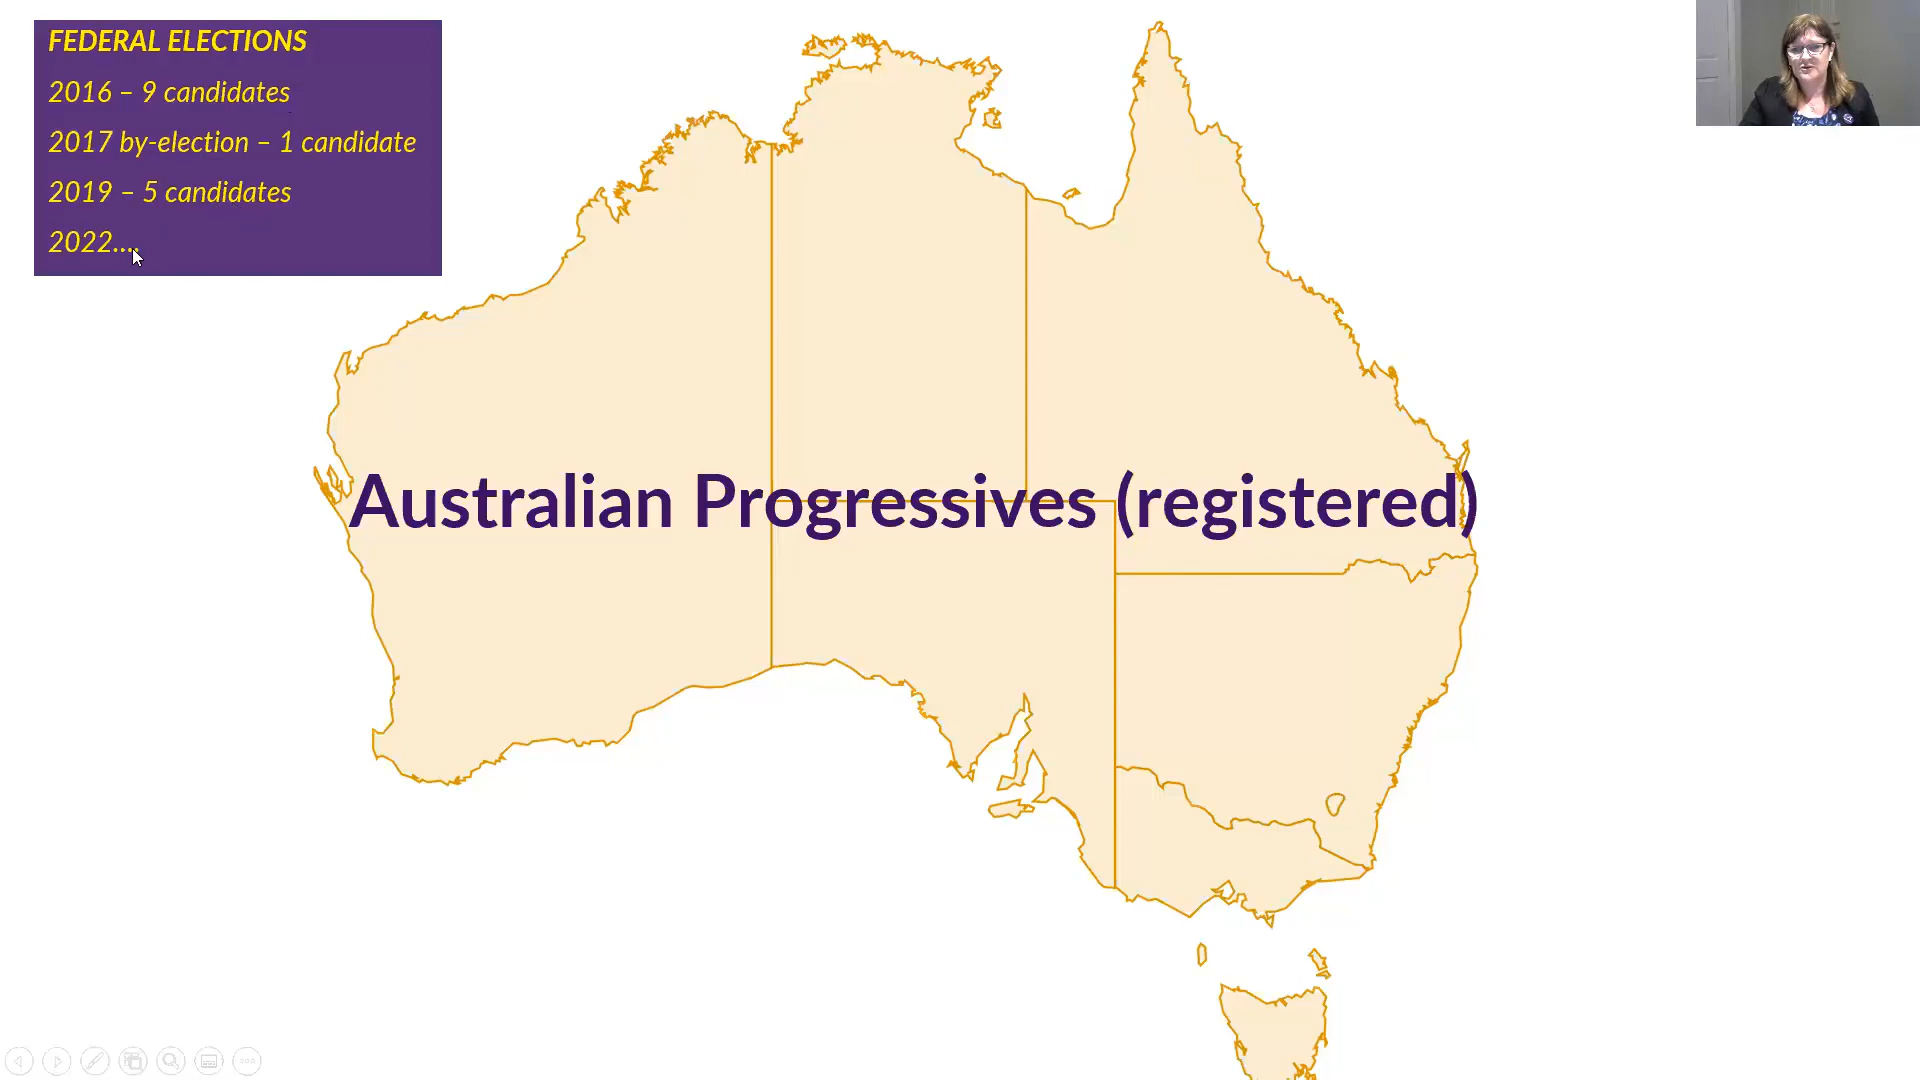 FEDERAL ELECTIONS
2016 – 9 candidates
2017 by-election – 1 candidate
2019 – 5 candidates
2022....
Australian Progressives (registered)